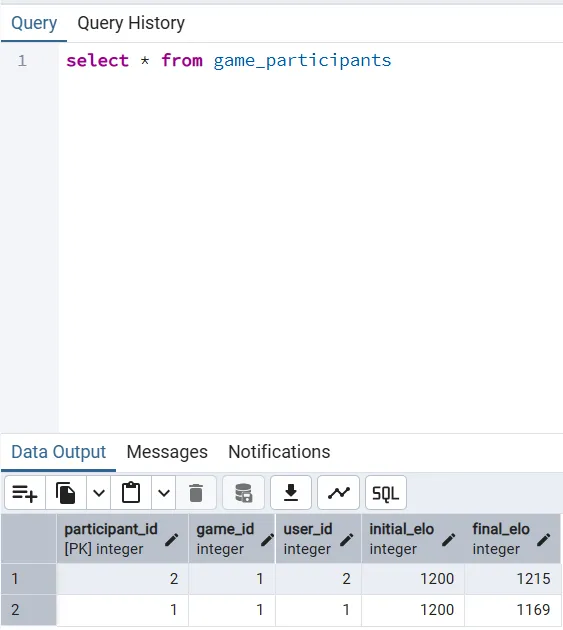 Query Query History
1 select * from game_participants
Data Output Messages Notifications
SQL
participant_id game_id user_id initial_elo final_elo
[PK] integer integer integer integer integer
1 2 1 2 1200 1215
2 1 1 1 1200 1169